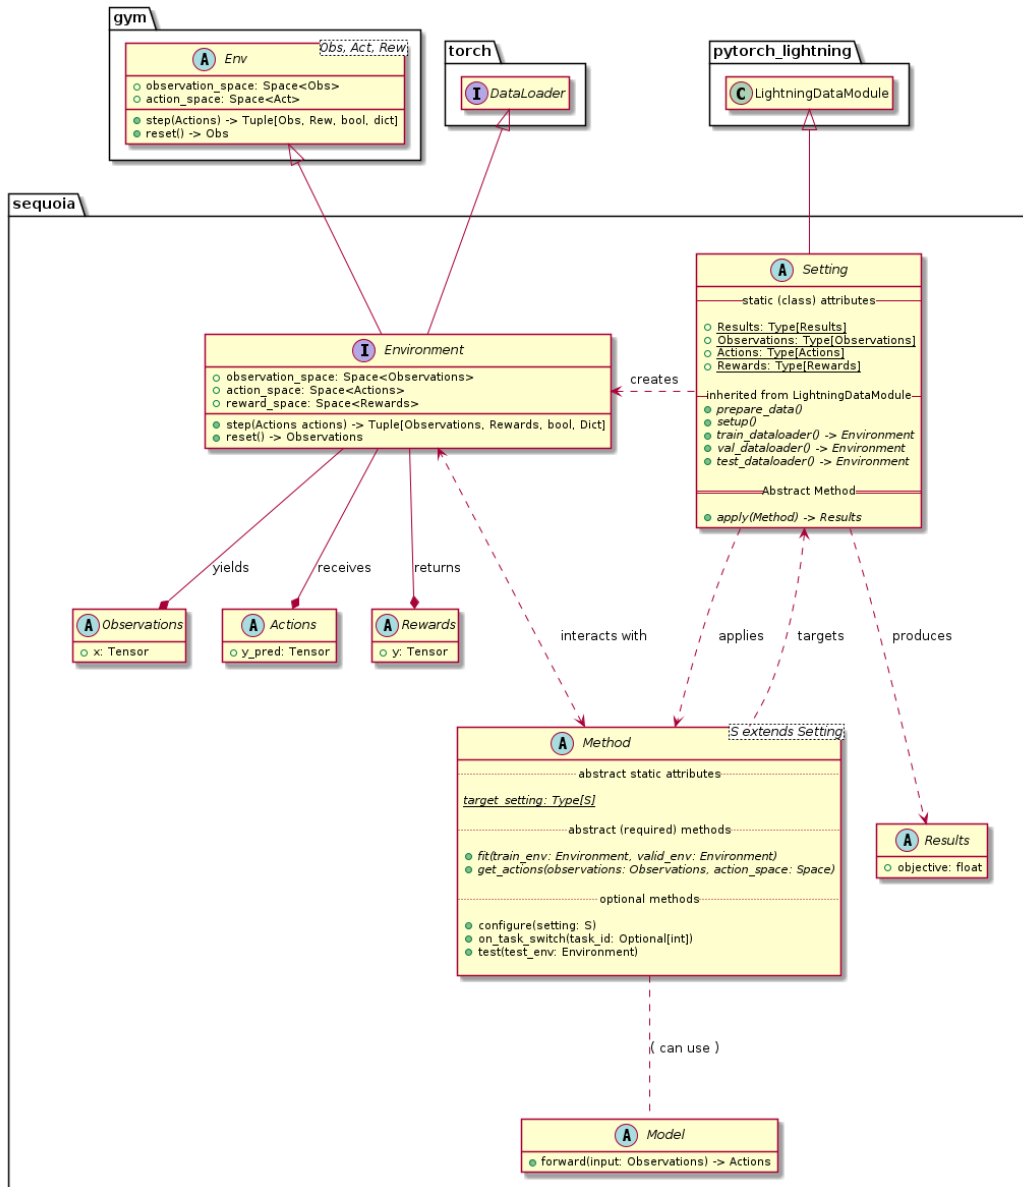 gym
Obs, Act, Rew
A Env
observation_space: Space<Obs>
action_space: Space<Act>
step(Actions) -> Tuple[Obs, Rew, bool, dict]
reset() -> Obs
torch
I DataLoader
pytorch_lightning
C LightningDataModule
sequoia
A Setting
static (class) attributes
Results: Type[Results]
Observations: Type[Observations]
Actions: Type[Actions]
Rewards: Type[Rewards]
inherited from LightningDataModule
prepare_data()
setup()
train_dataloader() -> Environment
val_dataloader() -> Environment
test_dataloader() -> Environment
Abstract Method
apply(Method) -> Results
I Environment
observation_space: Space<Observations>
action_space: Space<Actions>
reward_space: Space<Rewards>
step(Actions actions) -> Tuple[Observations, Rewards, bool, Dict]
reset() -> Observations
creates
yields
receives
returns
interacts with
applies
targets
produces
A Observations
x: Tensor
A Actions
y_pred: Tensor
A Rewards
y: Tensor
S extends Setting
A Method
abstract static attributes
target_setting: Type[S]
abstract (required) methods
fit(train_env: Environment, valid_env: Environment)
get_actions(observations: Observations, action_space: Space)
optional methods
configure(setting: S)
on_task_switch(task_id: Optional[int])
test(test_env: Environment)
A Results
objective: float
( can use )
A Model
forward(input: Observations) -> Actions